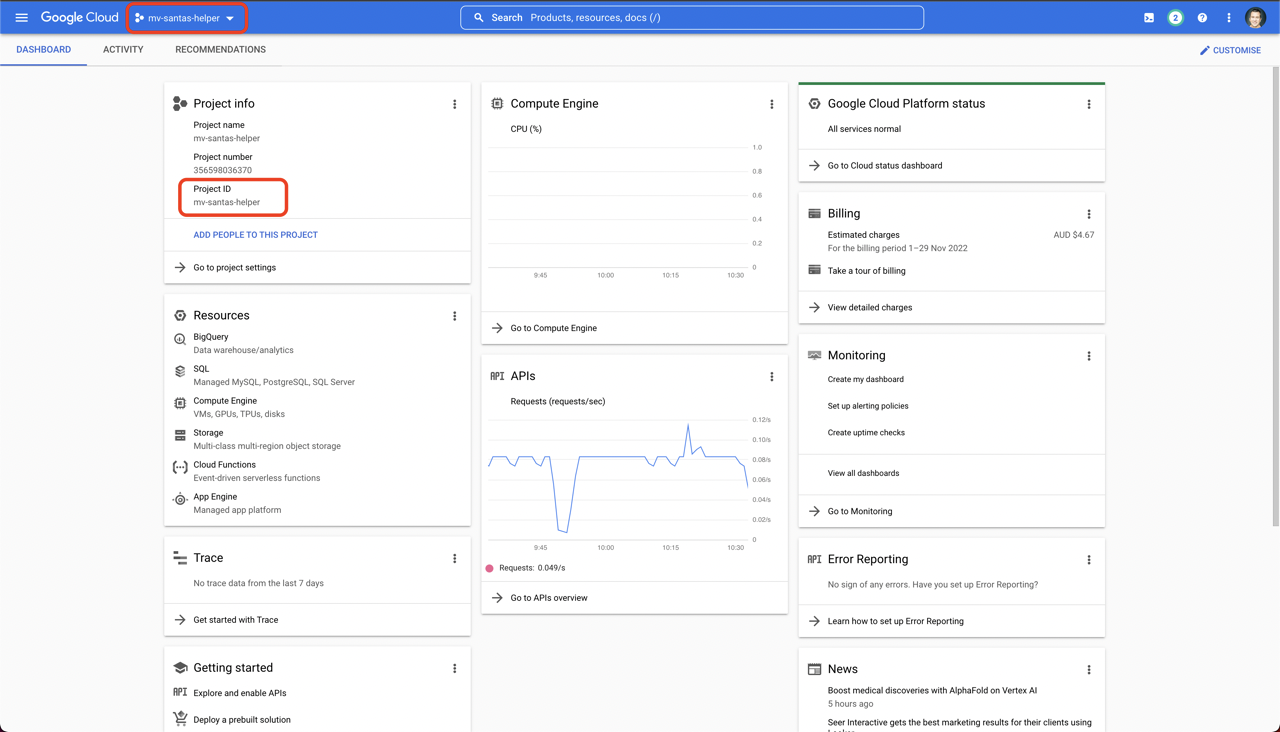 Google Cloud
mv-santas-helper
Search Products, resources, docs (/)
2
DASHBOARD
ACTIVITY
RECOMMENDATIONS
CUSTOMISE
Project info
Project name
mv-santas-helper
Project number
356598036370
Project ID
mv-santas-helper
ADD PEOPLE TO THIS PROJECT
Go to project settings
Resources
BigQuery
Data warehouse/analytics
SQL
Managed MySQL, PostgreSQL, SQL Server
Compute Engine
VMs, GPUs, TPUs, disks
Storage
Multi-class multi-region object storage
Cloud Functions
Event-driven serverless functions
App Engine
Managed app platform
Trace
No trace data from the last 7 days
Get started with Trace
Getting started
API Explore and enable APIs
Deploy a prebuilt solution
Compute Engine
CPU (%)
1.0
0.8
0.6
0.4
0.2
0
9:45 10:00 10:15 10:30
Go to Compute Engine
API APIs
Requests (requests/sec)
0.12/s
0.10/s
0.08/s
0.06/s
0.04/s
0.02/s
0
9:45 10:00 10:15 10:30
Requests: 0.049/s
Go to APIs overview
Google Cloud Platform status
All services normal
Go to Cloud status dashboard
Billing
Estimated charges AUD $4.67
For the billing period 1–29 Nov 2022
Take a tour of billing
View detailed charges
Monitoring
Create my dashboard
Set up alerting policies
Create uptime checks
View all dashboards
Go to Monitoring
API Error Reporting
No sign of any errors. Have you set up Error Reporting?
Learn how to set up Error Reporting
News
Boost medical discoveries with AlphaFold on Vertex AI
5 hours ago
Seer Interactive gets the best marketing results for their clients using